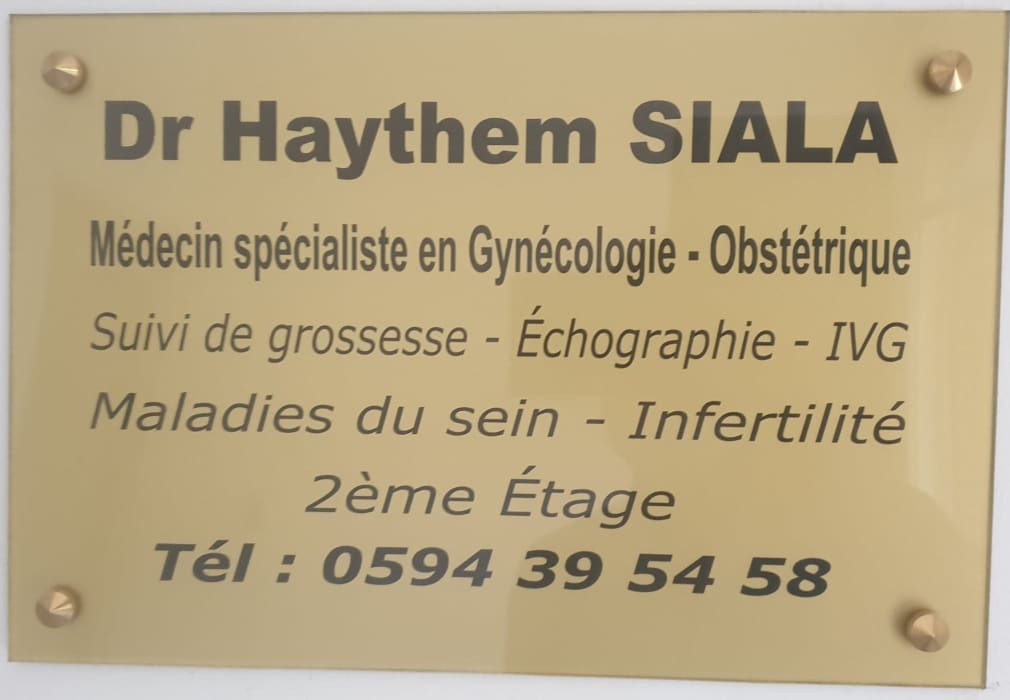 Dr Haythem SIALA
Médecin spécialiste en Gynécologie - Obstétrique
Suivi de grossesse - Échographie - IVG
Maladies du sein - Infertilité
2ème Étage
Tél : 0594 39 54 58